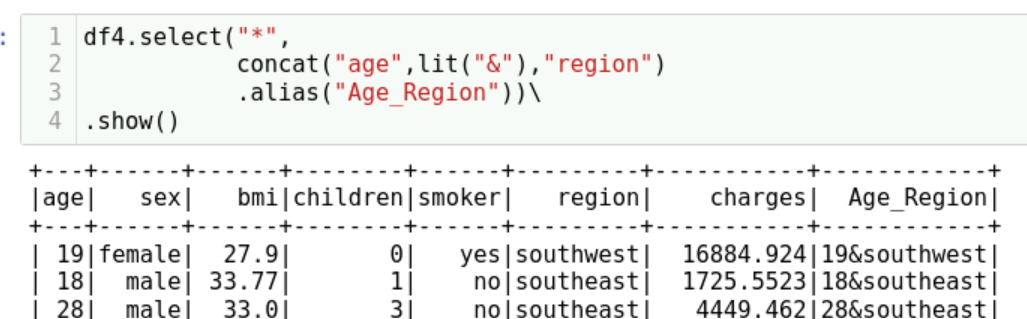 :
1 df4.select("*",
2            concat("age",lit("&"),"region")
3            .alias("Age_Region"))\
4 .show()
+---+------+------+--------+------+---------+-----------+------------+
|age|   sex|   bmi|children|smoker|   region|    charges|  Age_Region|
+---+------+------+--------+------+---------+-----------+------------+
| 19|female|  27.9|       0|   yes|southwest|  16884.924|19&southwest|
| 18|  male| 33.77|       1|    no|southeast|  1725.5523|18&southeast|
| 28|  male|  33.0|       3|    no|southeast|   4449.462|28&southeast|